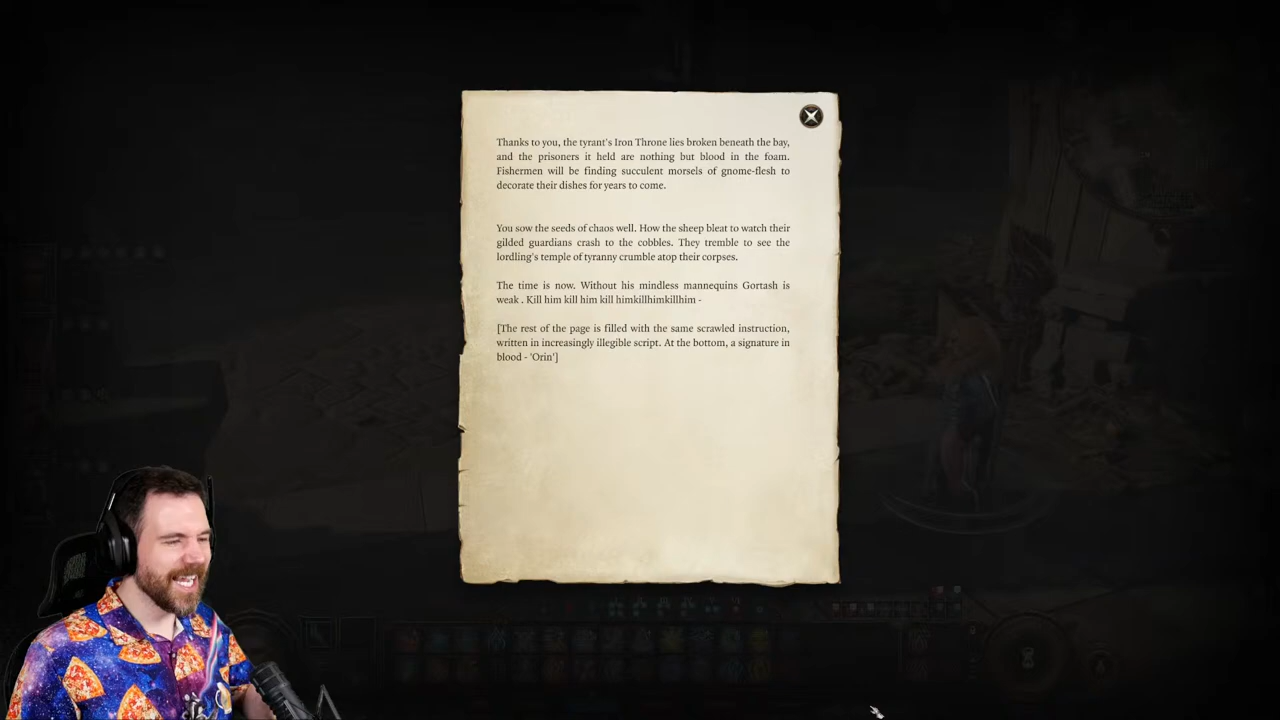 Thanks to you, the tyrant's Iron Throne lies broken beneath the bay,
and the prisoners it held are nothing but blood in the foam.
Fishermen will be finding succulent morsels of gnome-flesh to
decorate their dishes for years to come.
You sow the seeds of chaos well. How the sheep bleat to watch their
gilded guardians crash to the cobbles. They tremble to see the
lordling's temple of tyranny crumble atop their corpses.
The time is now. Without his mindless mannequins Gortash is
weak . Kill him kill him kill himkillhimkillhim -
[The rest of the page is filled with the same scrawled instruction,
written in increasingly illegible script. At the bottom, a signature in
blood - 'Orin']